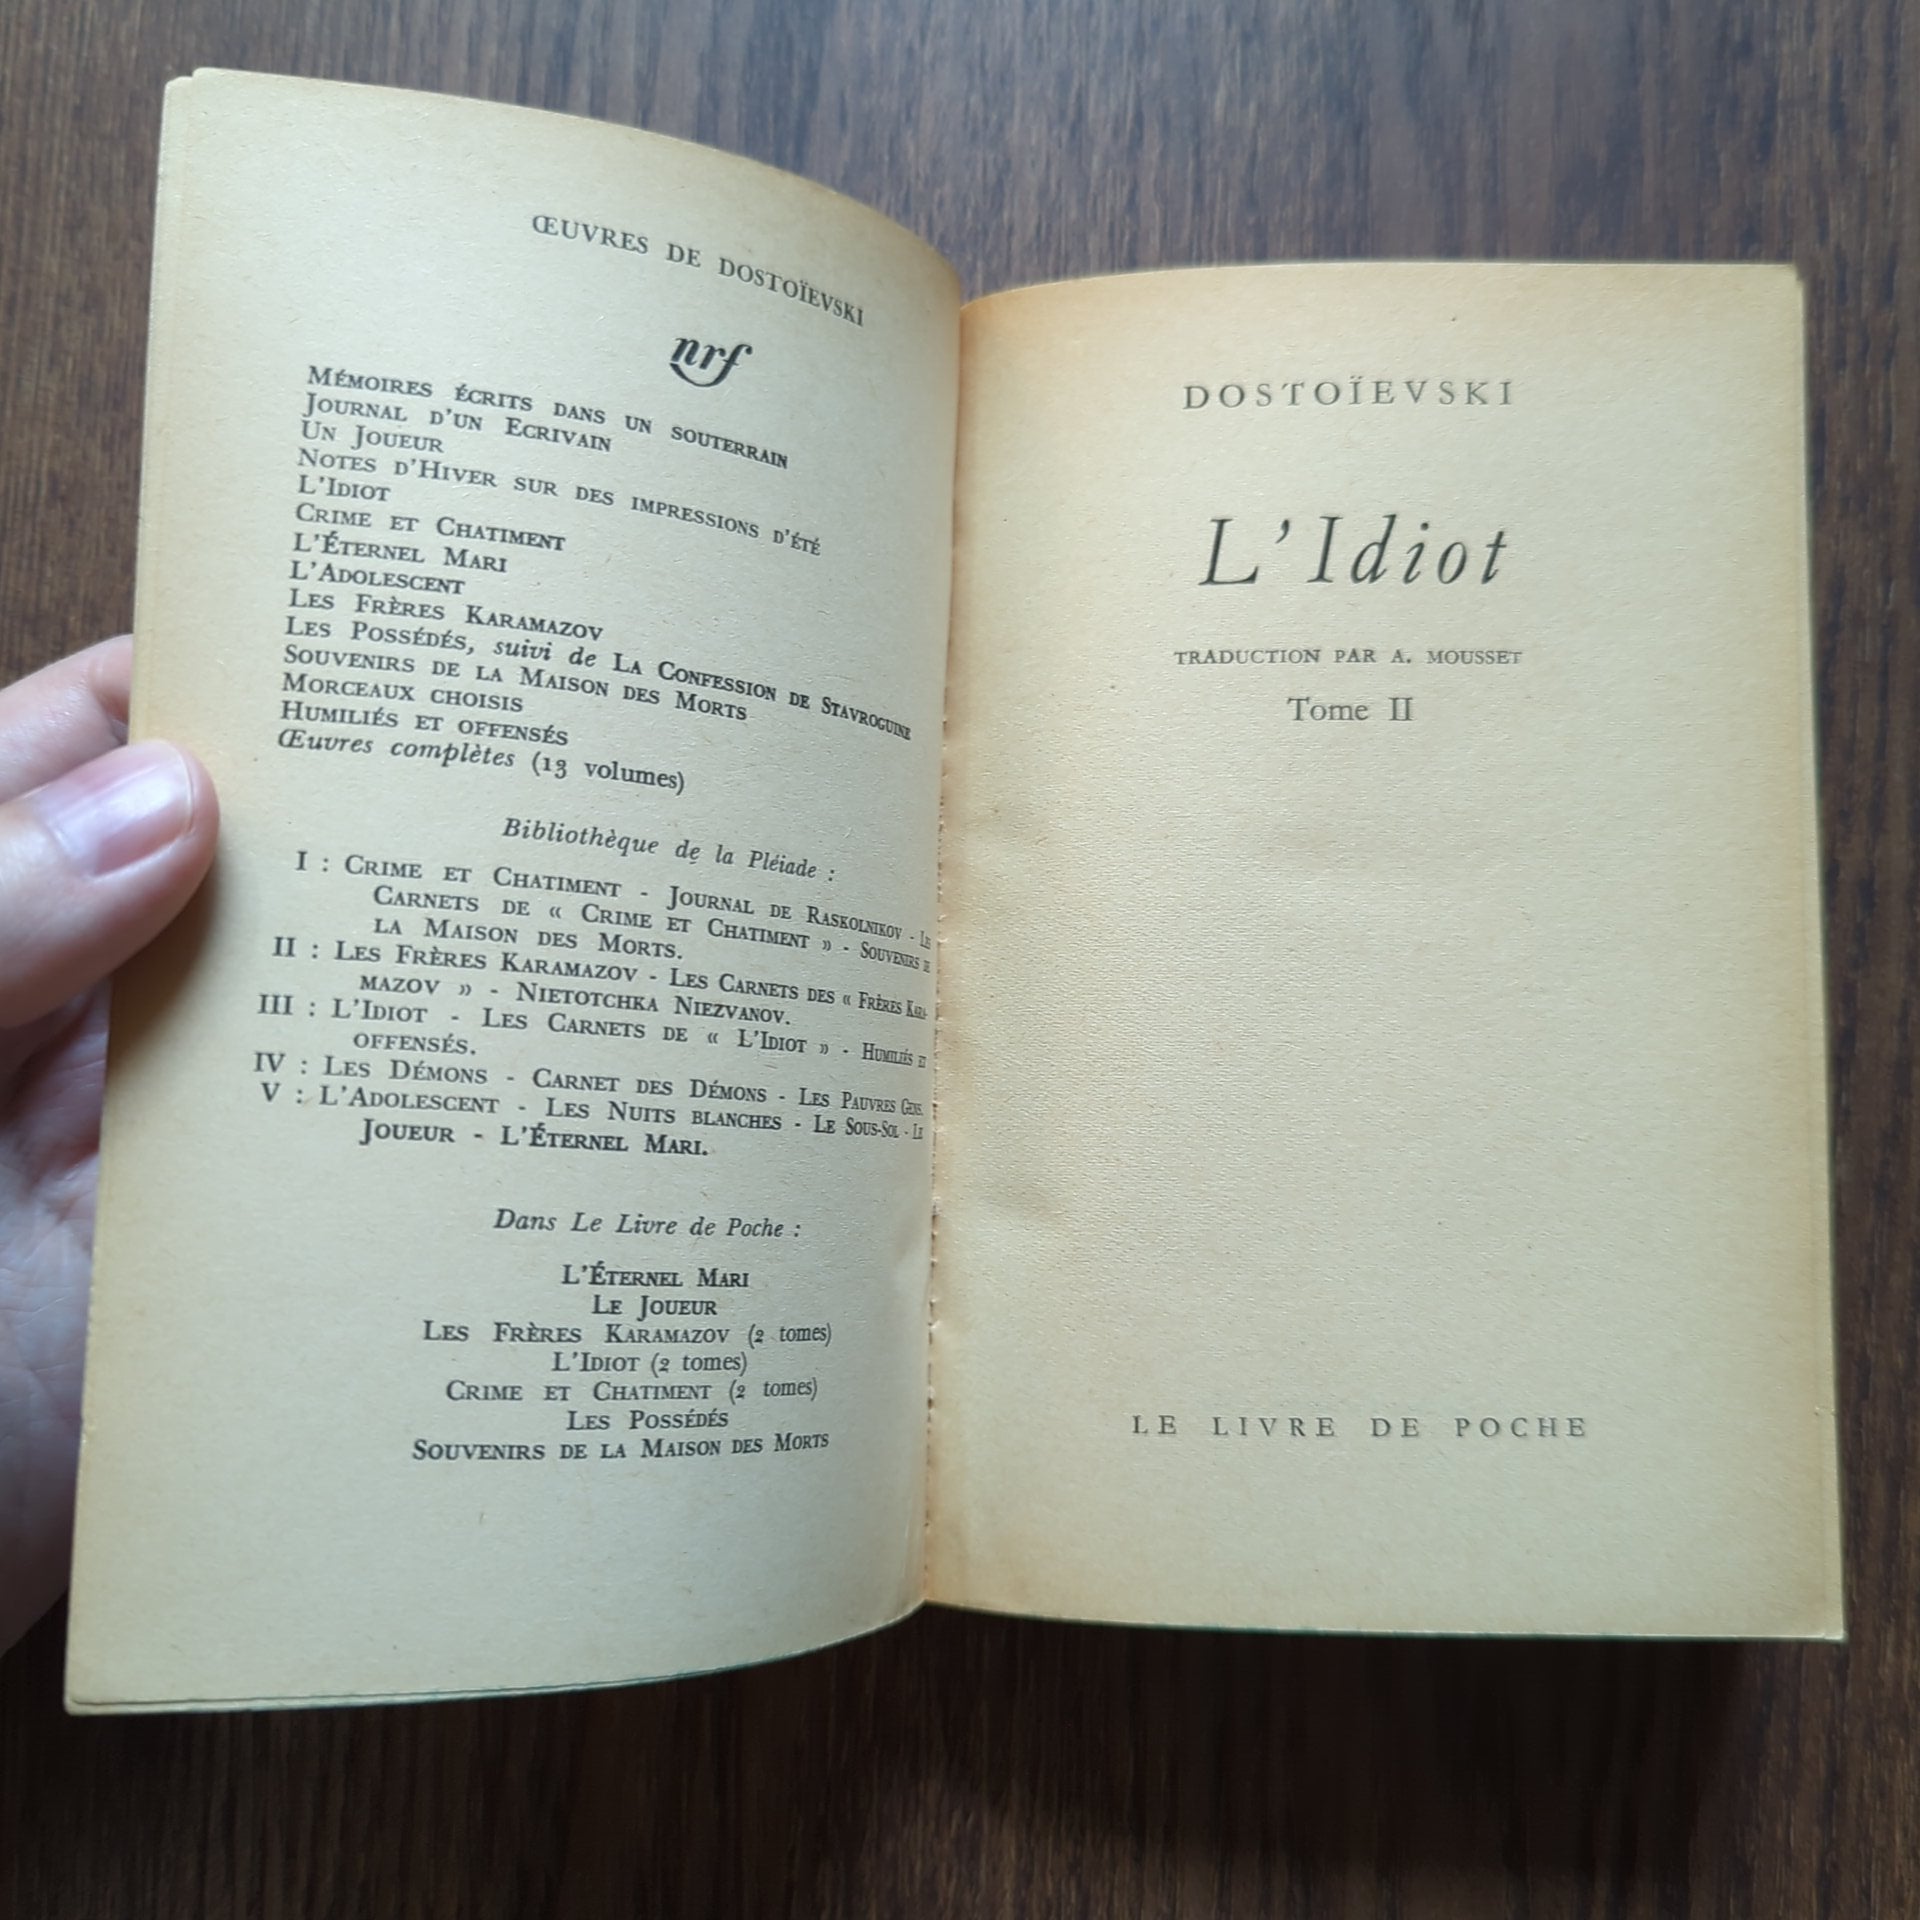 ŒUVRES DE DOSTOÏEVSKI
nrf
MÉMOIRES ÉCRITS DANS UN SOUTERRAIN
JOURNAL D'UN ECRIVAIN
UN JOUEUR
NOTES D'HIVER SUR DES IMPRESSIONS D'ÉTÉ
L'IDIOT
CRIME ET CHATIMENT
L'ÉTERNEL MARI
L'ADOLESCENT
LES FRÈRES KARAMAZOV
LES POSSÉDÉS, suivi de LA CONFESSION DE STAVROGUINE
SOUVENIRS DE LA MAISON DES MORTS
MORCEAUX CHOISIS
HUMILIÉS ET OFFENSÉS
Œuvres complètes (13 volumes)
Bibliothèque de la Pléiade :
I : CRIME ET CHATIMENT - JOURNAL DE RASKOLNIKOV - LES
CARNETS DE « CRIME ET CHATIMENT » - SOUVENIRS DE
LA MAISON DES MORTS.
II : LES FRÈRES KARAMAZOV - LES CARNETS DES « FRÈRES KARA-
MAZOV » - NIETOTCHKA NIEZVANOV.
III : L'IDIOT - LES CARNETS DE « L'IDIOT » - HUMILIÉS ET
OFFENSÉS.
IV : LES DÉMONS - CARNET DES DÉMONS - LES PAUVRES GENS.
V : L'ADOLESCENT - LES NUITS BLANCHES - LE SOUS-SOL - LE
JOUEUR - L'ÉTERNEL MARI.
Dans Le Livre de Poche :
L'ÉTERNEL MARI
LE JOUEUR
LES FRÈRES KARAMAZOV (2 tomes)
L'IDIOT (2 tomes)
CRIME ET CHATIMENT (2 tomes)
LES POSSÉDÉS
SOUVENIRS DE LA MAISON DES MORTS
DOSTOÏEVSKI
L'Idiot
TRADUCTION PAR A. MOUSSET
Tome II
LE LIVRE DE POCHE